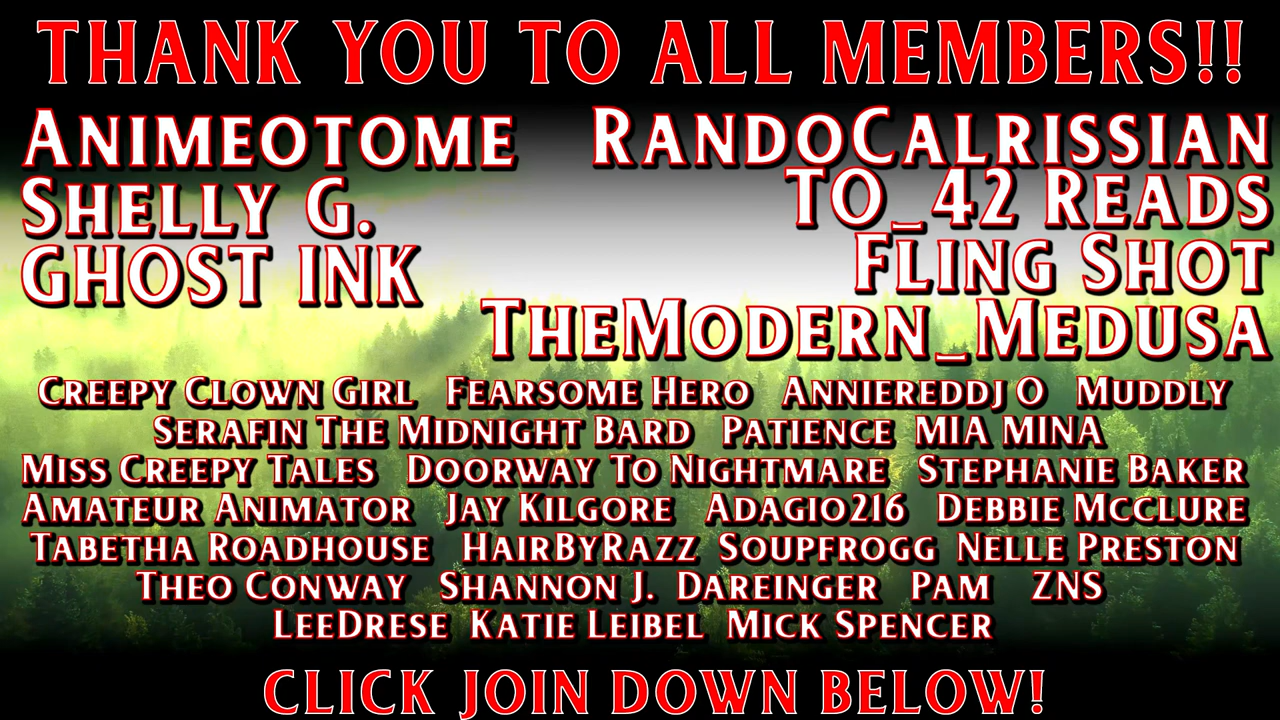 THANK YOU TO ALL MEMBERS!!
ANIMEOTOME
SHELLY G.
GHOST INK
RANDOCALRISSIAN
TO_42 READS
FLING SHOT
THEMODERN_MEDUSA
CREEPY CLOWN GIRL FEARSOME HERO ANNIEREDDJ O MUDDLY
SERAFIN THE MIDNIGHT BARD PATIENCE MIA MINA
MISS CREEPY TALES DOORWAY TO NIGHTMARE STEPHANIE BAKER
AMATEUR ANIMATOR JAY KILGORE ADAGIO216 DEBBIE MCCLURE
TABETHA ROADHOUSE HAIRBYRAZZ SOUPFROGG NELLE PRESTON
THEO CONWAY SHANNON J. DAREINGER PAM ZNS
LEEDRESE KATIE LEIBEL MICK SPENCER
CLICK JOIN DOWN BELOW!